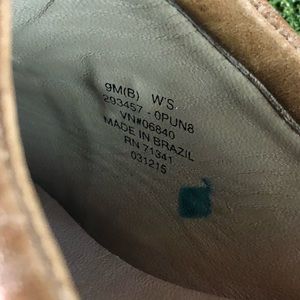 9M(B) W'S
293457 - 0PUN8
VN#06840
MADE IN BRAZIL
RN 71341
031215